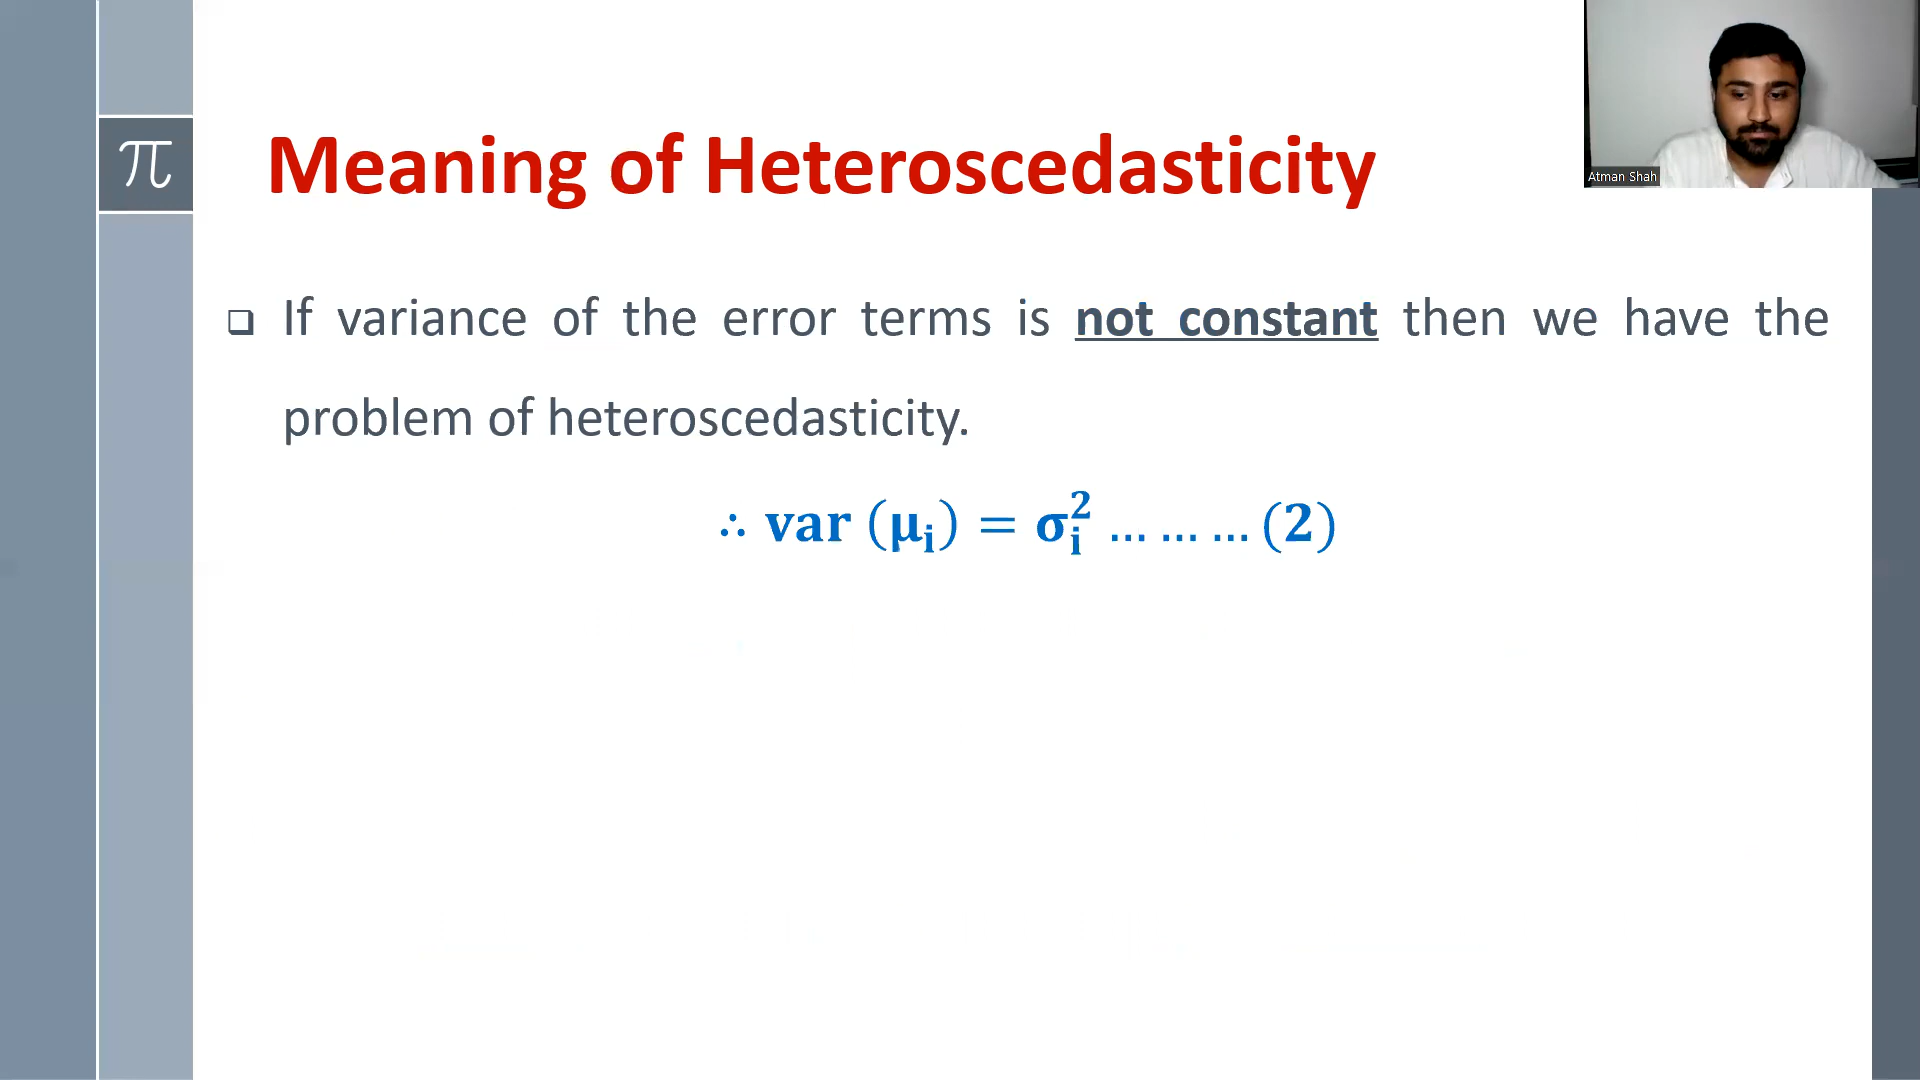 π
Meaning of Heteroscedasticity
Atman Shah
❑ If variance of the error terms is not constant then we have the
problem of heteroscedasticity.
∴ var (μᵢ) = σᵢ² … … … (2)